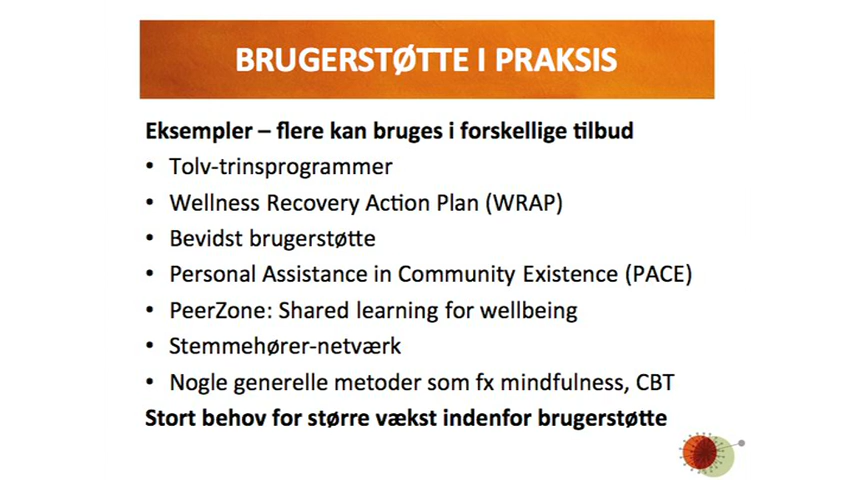 BRUGERSTØTTE I PRAKSIS
Eksempler – flere kan bruges i forskellige tilbud
• Tolv-trinsprogrammer
• Wellness Recovery Action Plan (WRAP)
• Bevidst brugerstøtte
• Personal Assistance in Community Existence (PACE)
• PeerZone: Shared learning for wellbeing
• Stemmehører-netværk
• Nogle generelle metoder som fx mindfulness, CBT
Stort behov for større vækst indenfor brugerstøtte